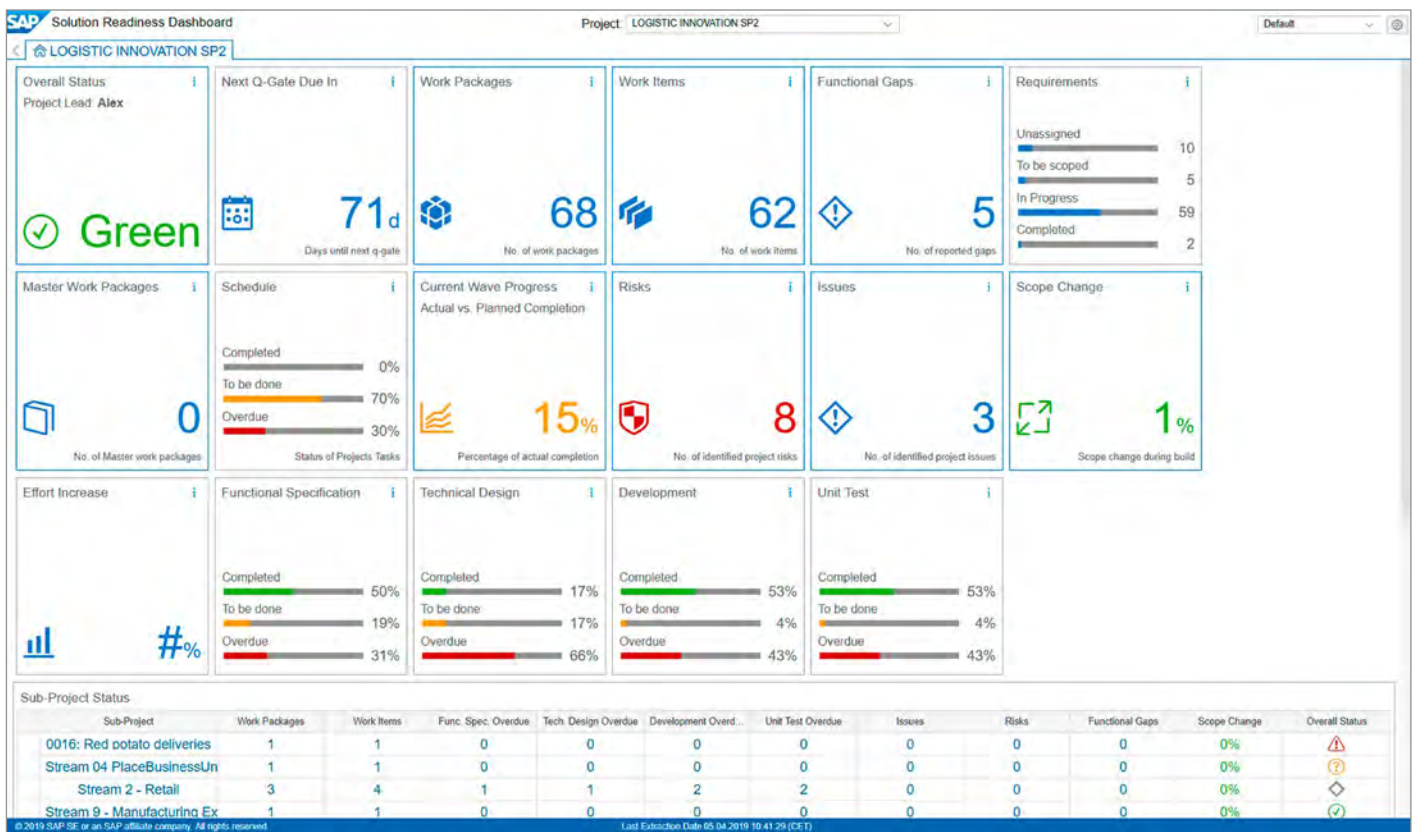 SAP Solution Readiness Dashboard
Project: LOGISTIC INNOVATION SP2
Default
LOGISTIC INNOVATION SP2
Overall Status i
Project Lead: Alex
Green
Next Q-Gate Due In i
71d
Days until next q-gate
Work Packages i
68
No. of work packages
Work Items i
62
No. of work items
Functional Gaps i
5
No. of reported gaps
Requirements i
Unassigned
10
To be scoped
5
In Progress
59
Completed
2
Master Work Packages i
0
No. of Master work packages
Schedule i
Completed
0%
To be done
70%
Overdue
30%
Status of Projects Tasks
Current Wave Progress i
Actual vs. Planned Completion
15%
Percentage of actual completion
Risks i
8
No. of identified project risks
Issues i
3
No. of identified project issues
Scope Change i
1%
Scope change during build
Effort Increase i
#%
Functional Specification i
Completed
50%
To be done
19%
Overdue
31%
Technical Design i
Completed
17%
To be done
17%
Overdue
66%
Development i
Completed
53%
To be done
4%
Overdue
43%
Unit Test i
Completed
53%
To be done
4%
Overdue
43%
Sub-Project Status
Sub-Project Work Packages Work Items Func. Spec. Overdue Tech. Design Overdue Development Overd... Unit Test Overdue Issues Risks Functional Gaps Scope Change Overall Status
0016: Red potato deliveries 1 1 0 0 0 0 0 0 0 0%
Stream 04 PlaceBusinessUn 1 1 0 0 0 0 0 0 0 0%
Stream 2 - Retail 3 4 1 1 2 2 0 0 0 0%
Stream 9 - Manufacturing Ex 1 1 0 0 0 0 0 0 0 0%
© 2019 SAP SE or an SAP affiliate company. All rights reserved. Last Extraction Date 05.04.2019 10:41:29 (CET)